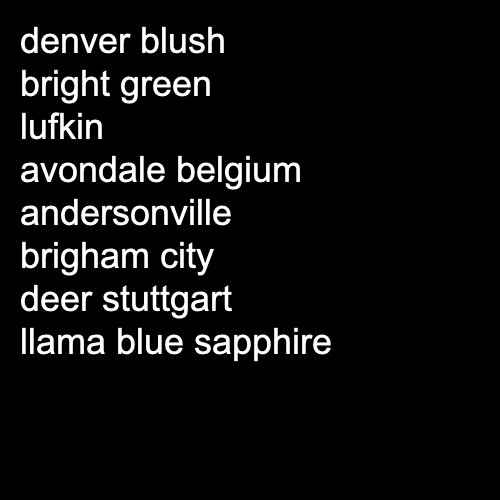 denver blush
bright green
lufkin
avondale belgium
andersonville
brigham city
deer stuttgart
llama blue sapphire